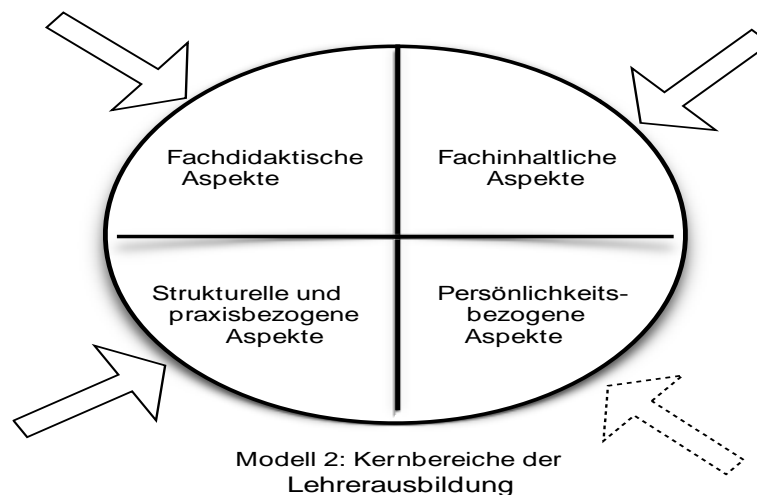 Fachdidaktische
Aspekte
Fachinhaltliche
Aspekte
Strukturelle und
praxisbezogene
Aspekte
Persönlichkeits-
bezogene
Aspekte
Modell 2: Kernbereiche der
Lehrerausbildung